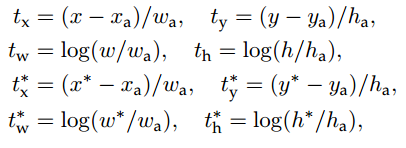 t_x = (x − x_a)/w_a, t_y = (y − y_a)/h_a,
t_w = log(w/w_a), t_h = log(h/h_a),
t*_x = (x* − x_a)/w_a, t*_y = (y* − y_a)/h_a,
t*_w = log(w*/w_a), t*_h = log(h*/h_a),